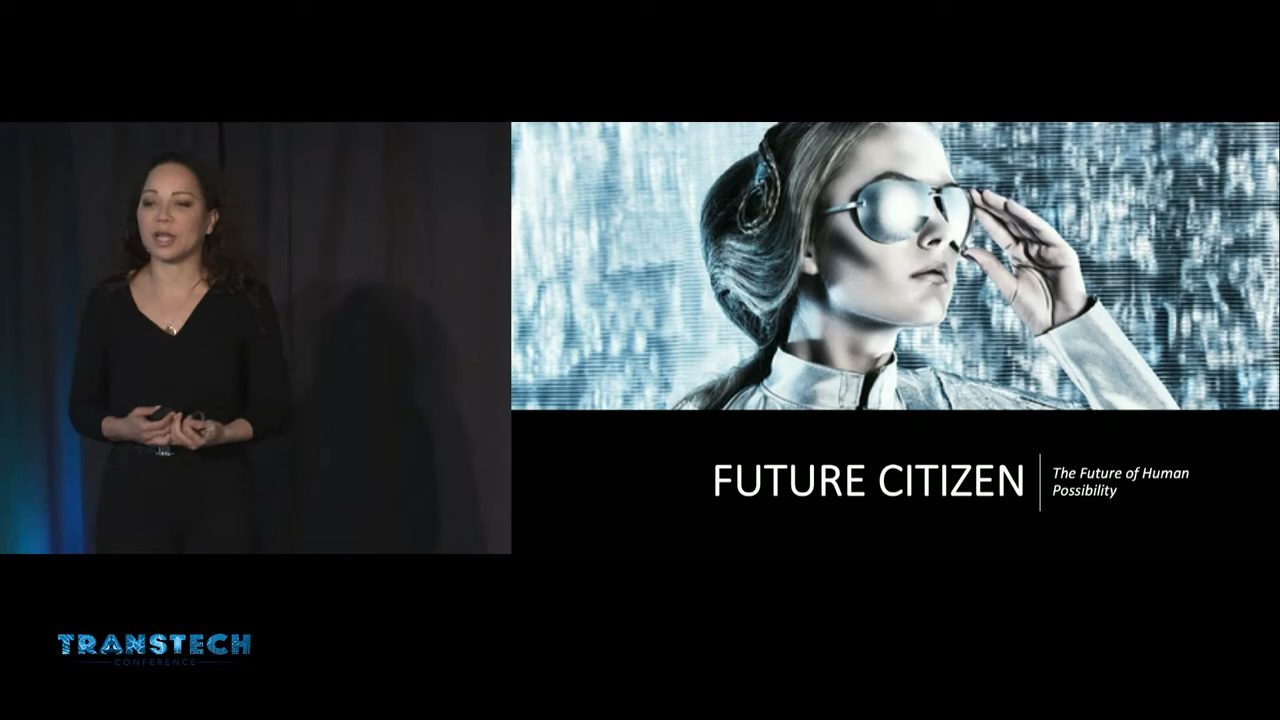 FUTURE CITIZEN
The Future of Human
Possibility
TRANSTECH
CONFERENCE